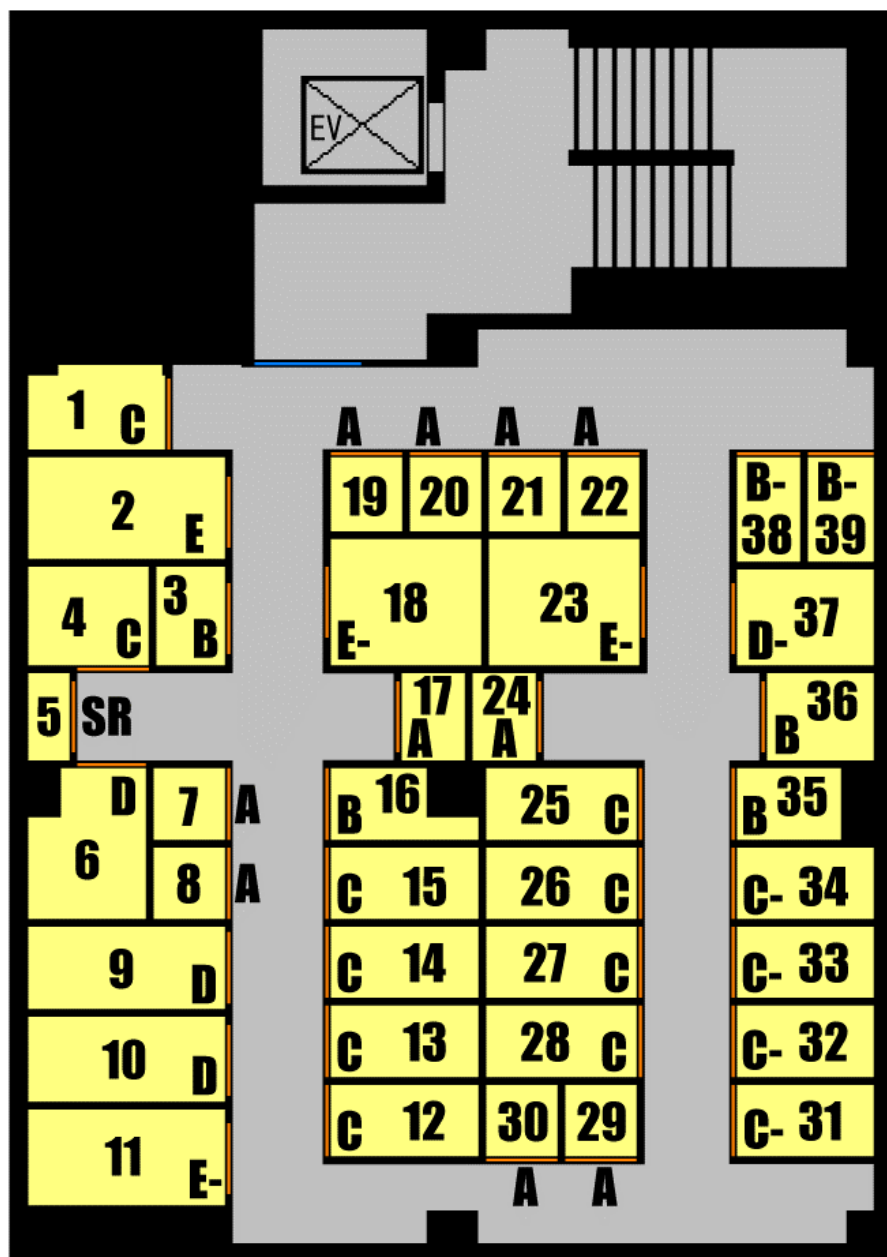 EV
1 C
2 E
3 B
4 C
5 SR
6 D
7 A
8 A
9 D
10 D
11 E-
A A A A
19 20 21 22
18 E-
23 E-
17 A
24 A
16 B
25 C
15 C
26 C
14 C
27 C
13 C
28 C
12 C
30 29
A A
B- 38
B- 39
D- 37
36 B
B 35
C- 34
C- 33
C- 32
C- 31